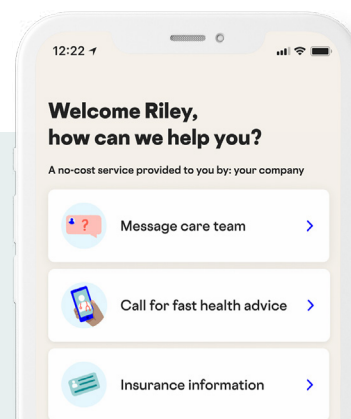 12:22
Welcome Riley,
how can we help you?
A no-cost service provided to you by: your company
?
Message care team
Call for fast health advice
Insurance information